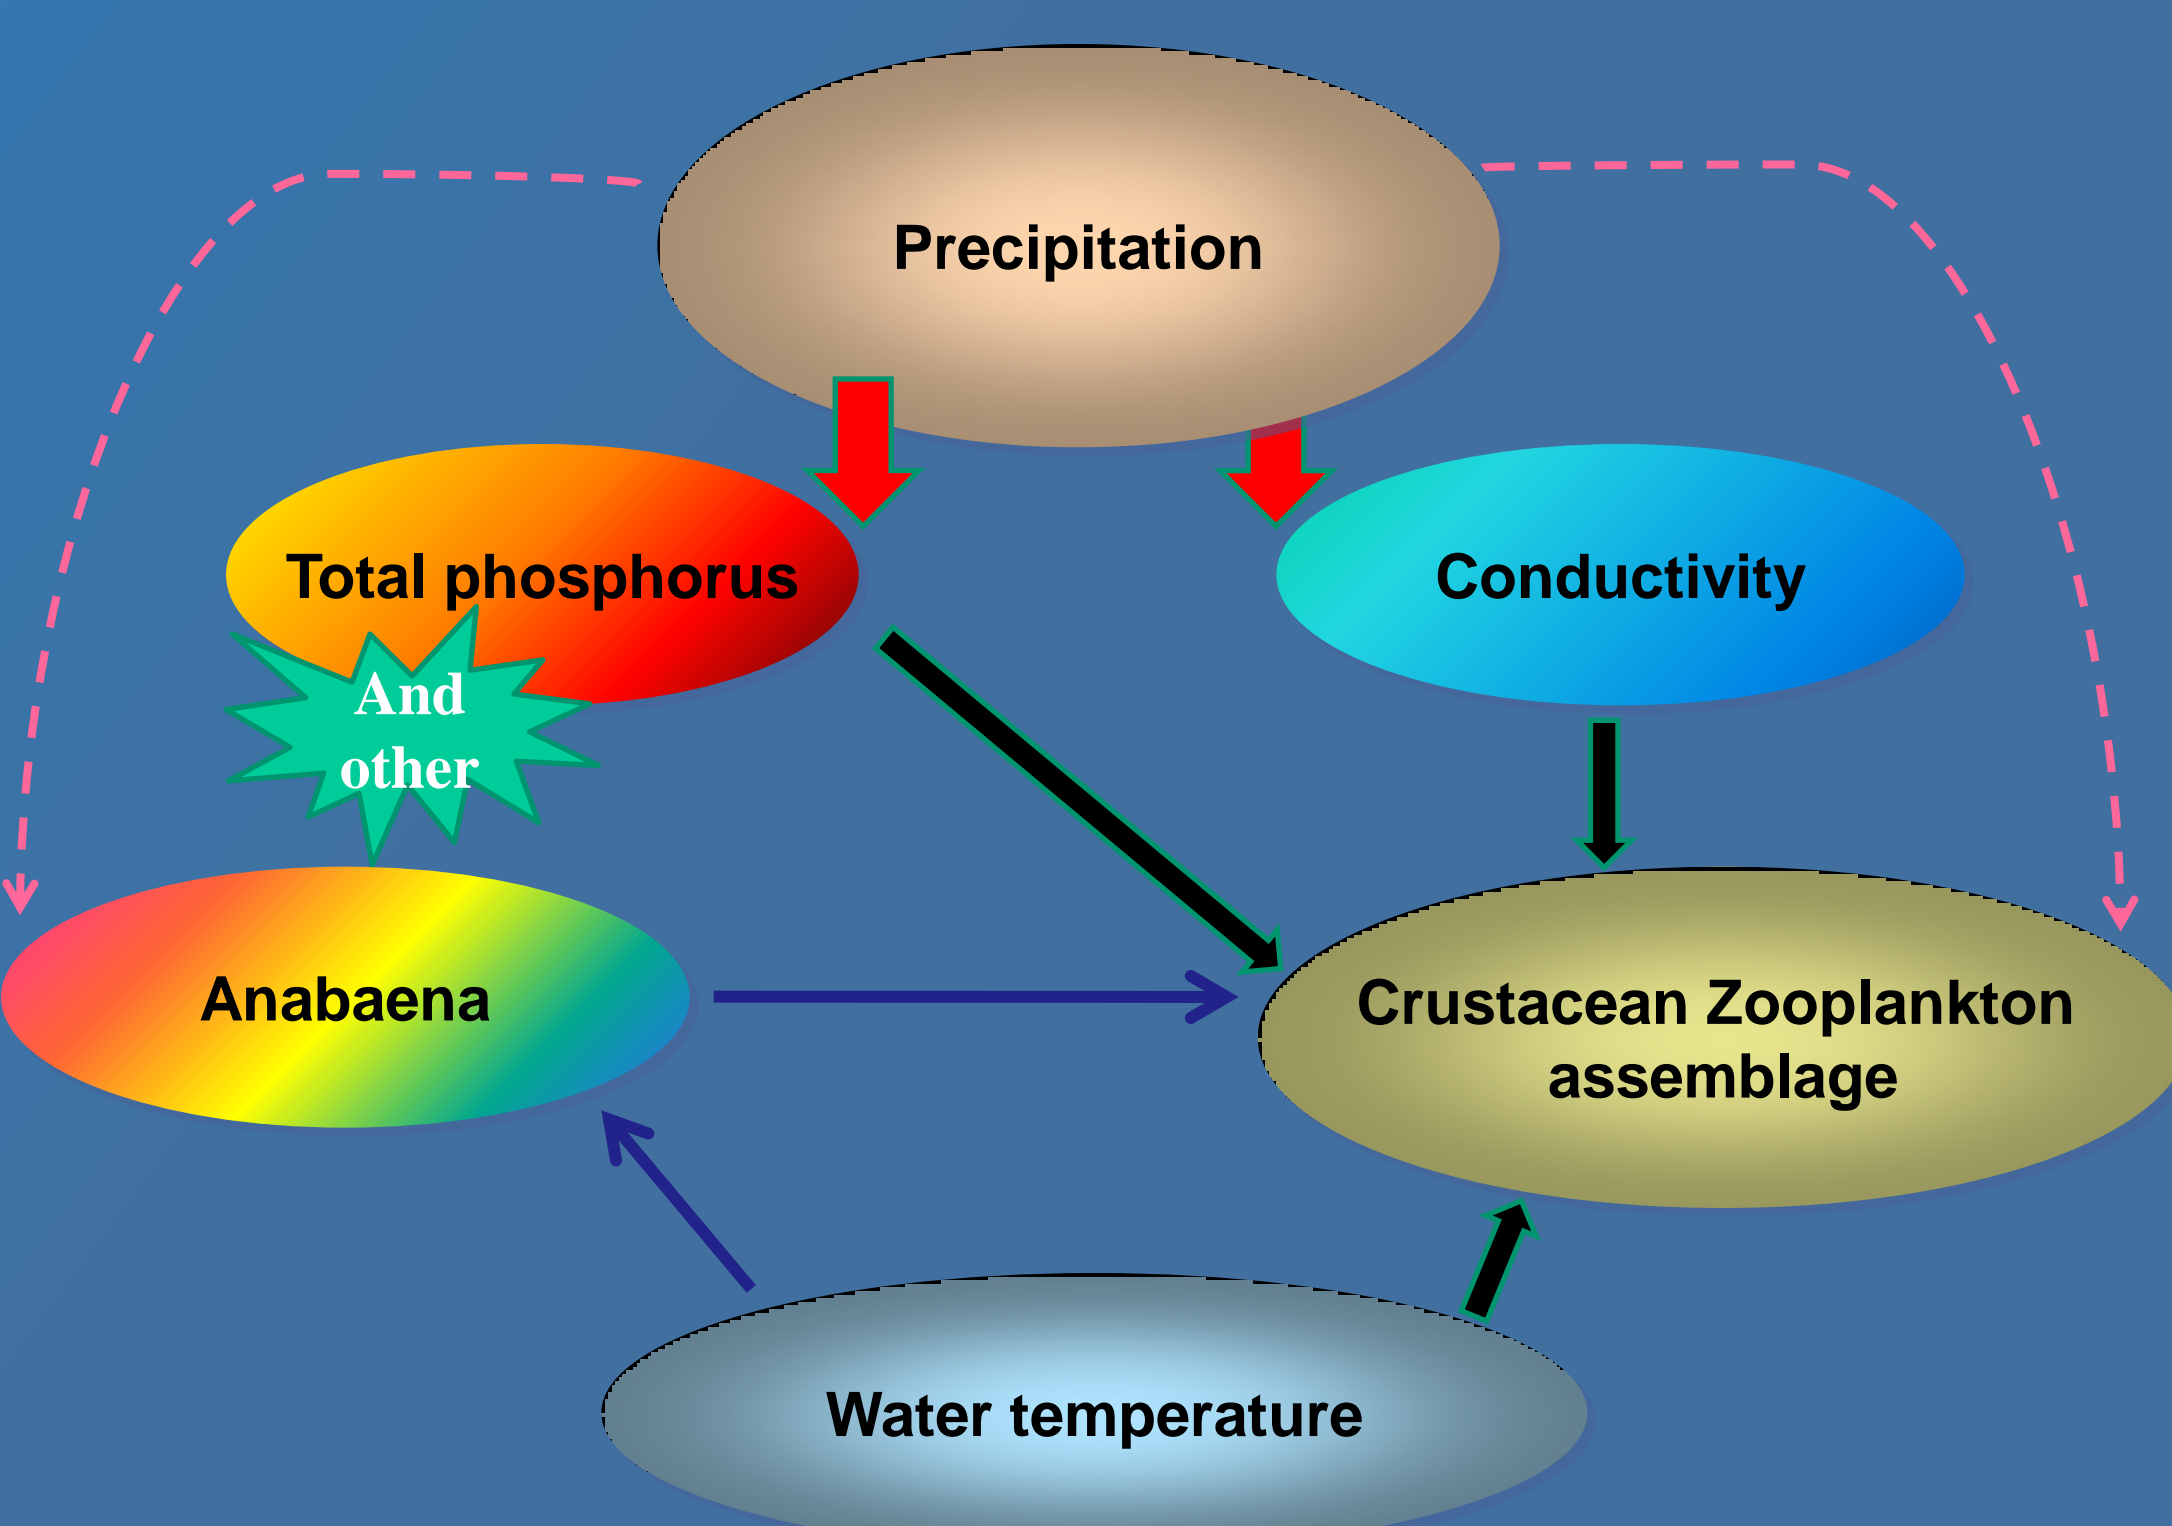 Precipitation
Total phosphorus
Conductivity
And
other
Anabaena
Crustacean Zooplankton
assemblage
Water temperature